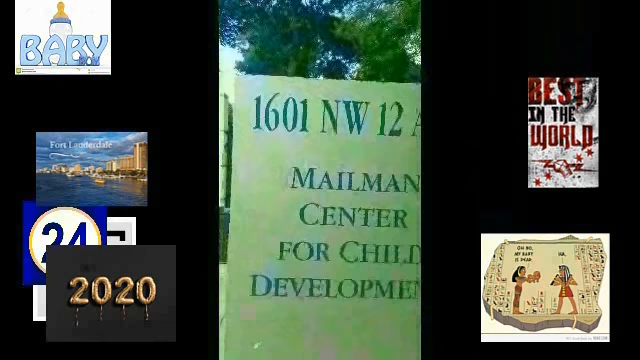 BABY
Fort Lauderdale
24
2020
1601 NW 12 A
MAILMAN
CENTER
FOR CHILD
DEVELOPMEN
BEST
IN THE
WORLD
OH NO,
MY BABY
IS DEAD.
HA.